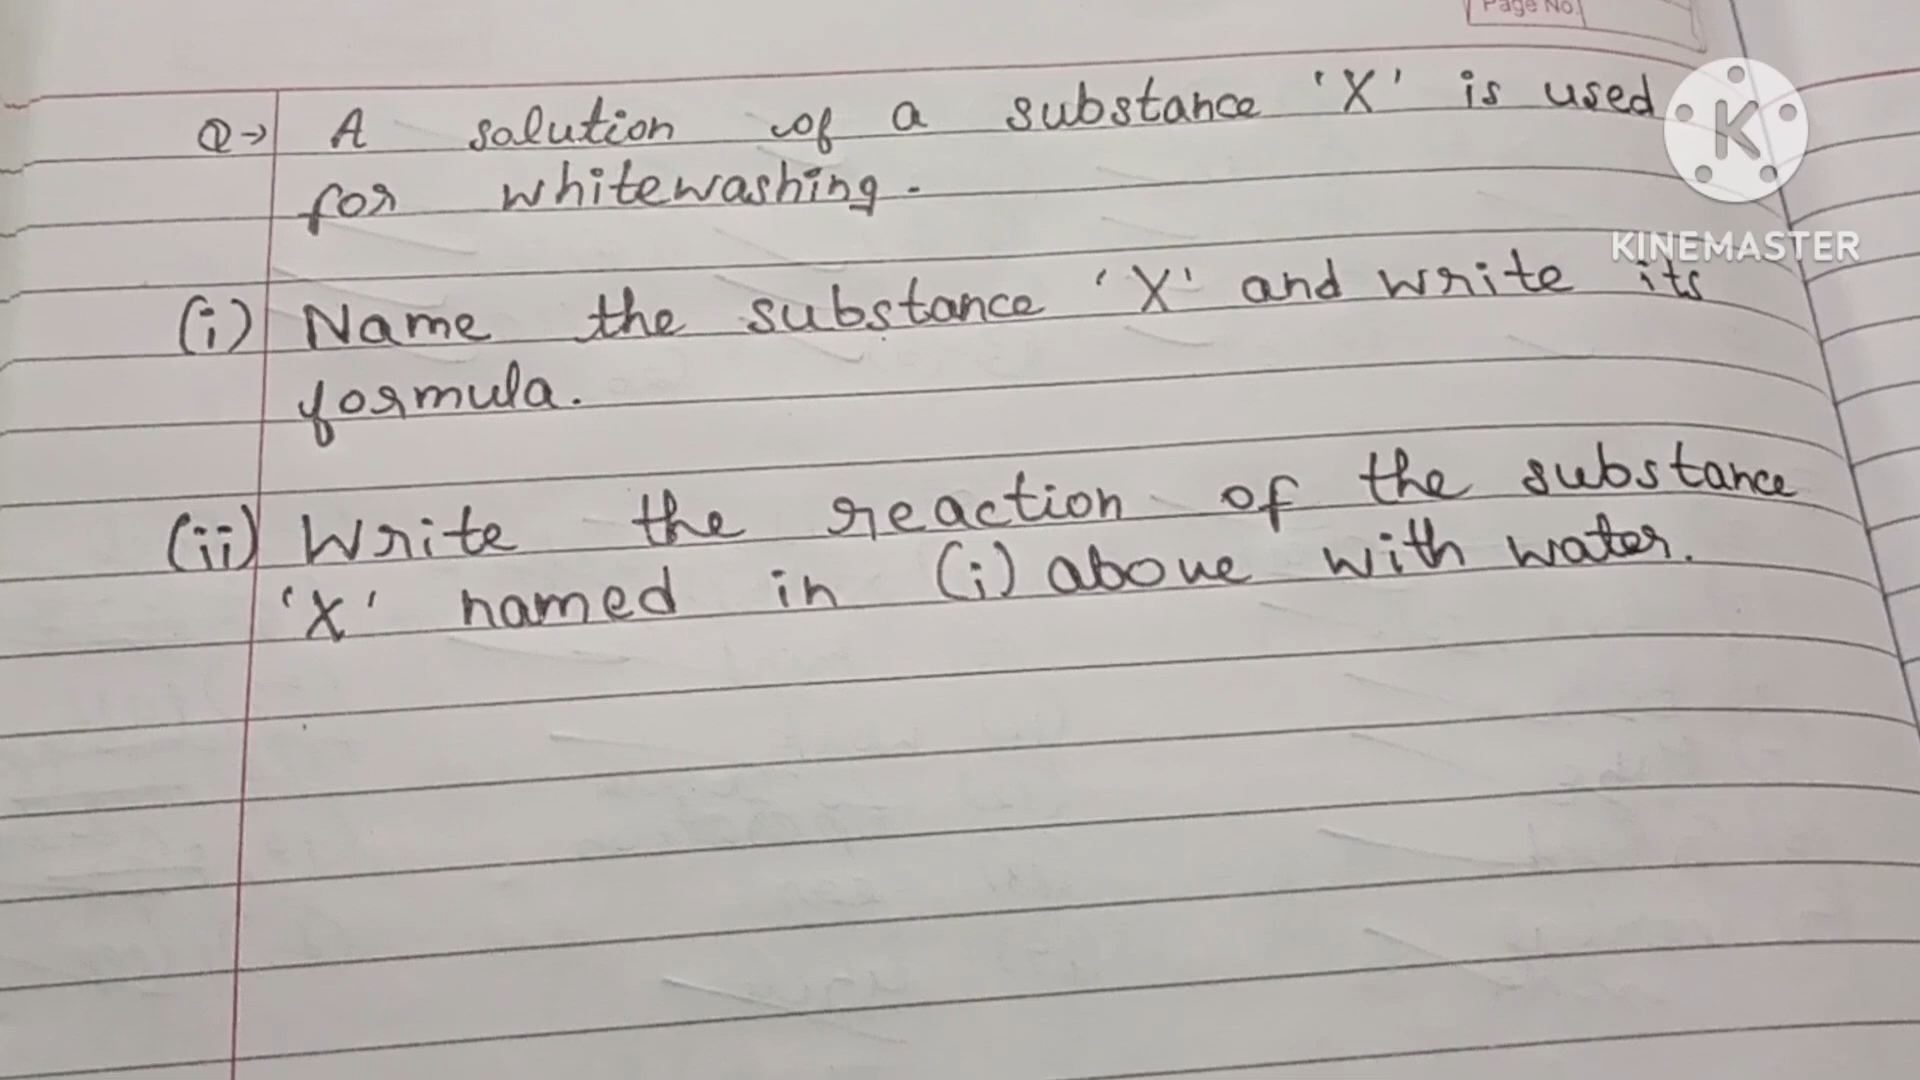 Page No.
Q→ A solution of a substance 'X' is used
for whitewashing.
KINEMASTER
(i) Name the substance 'X' and write its
formula.
(ii) Write the reaction of the substance
'X' named in (i) above with water.